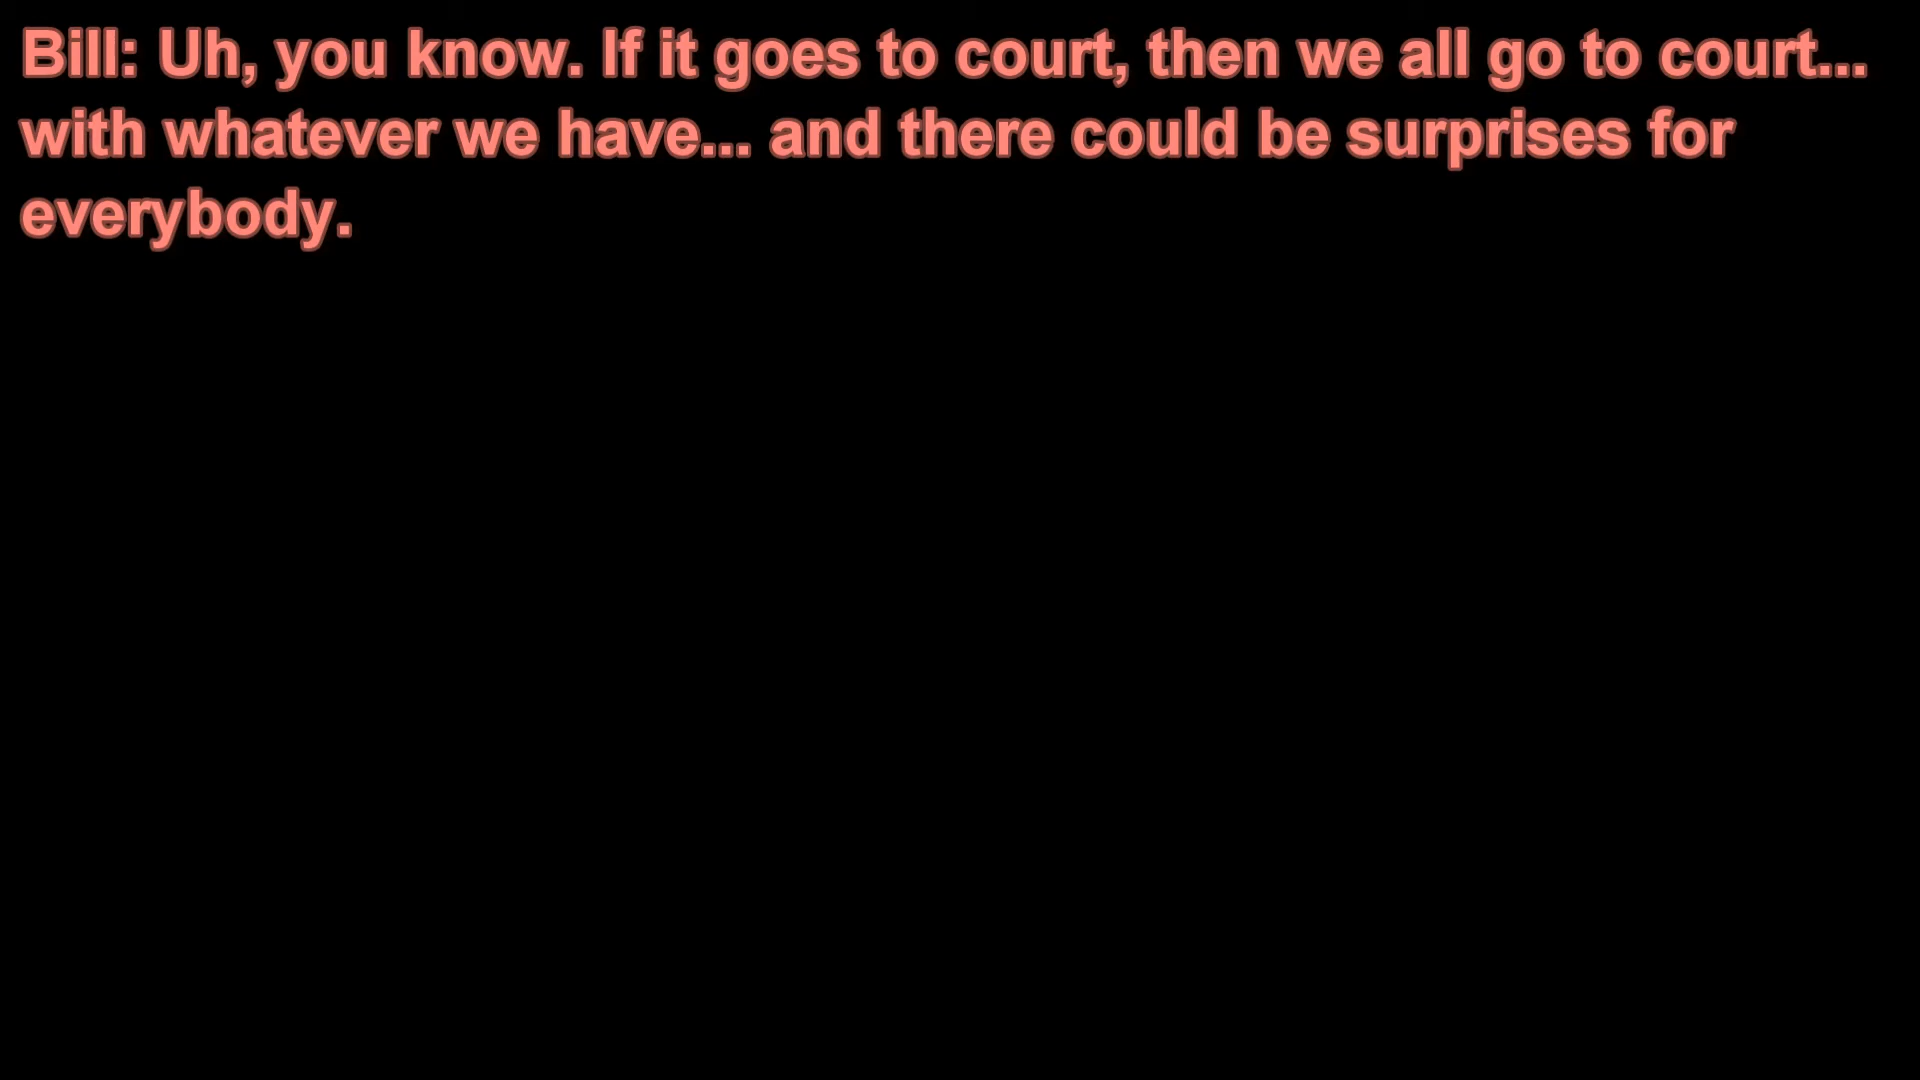 Bill: Uh, you know. If it goes to court, then we all go to court...
with whatever we have... and there could be surprises for
everybody.